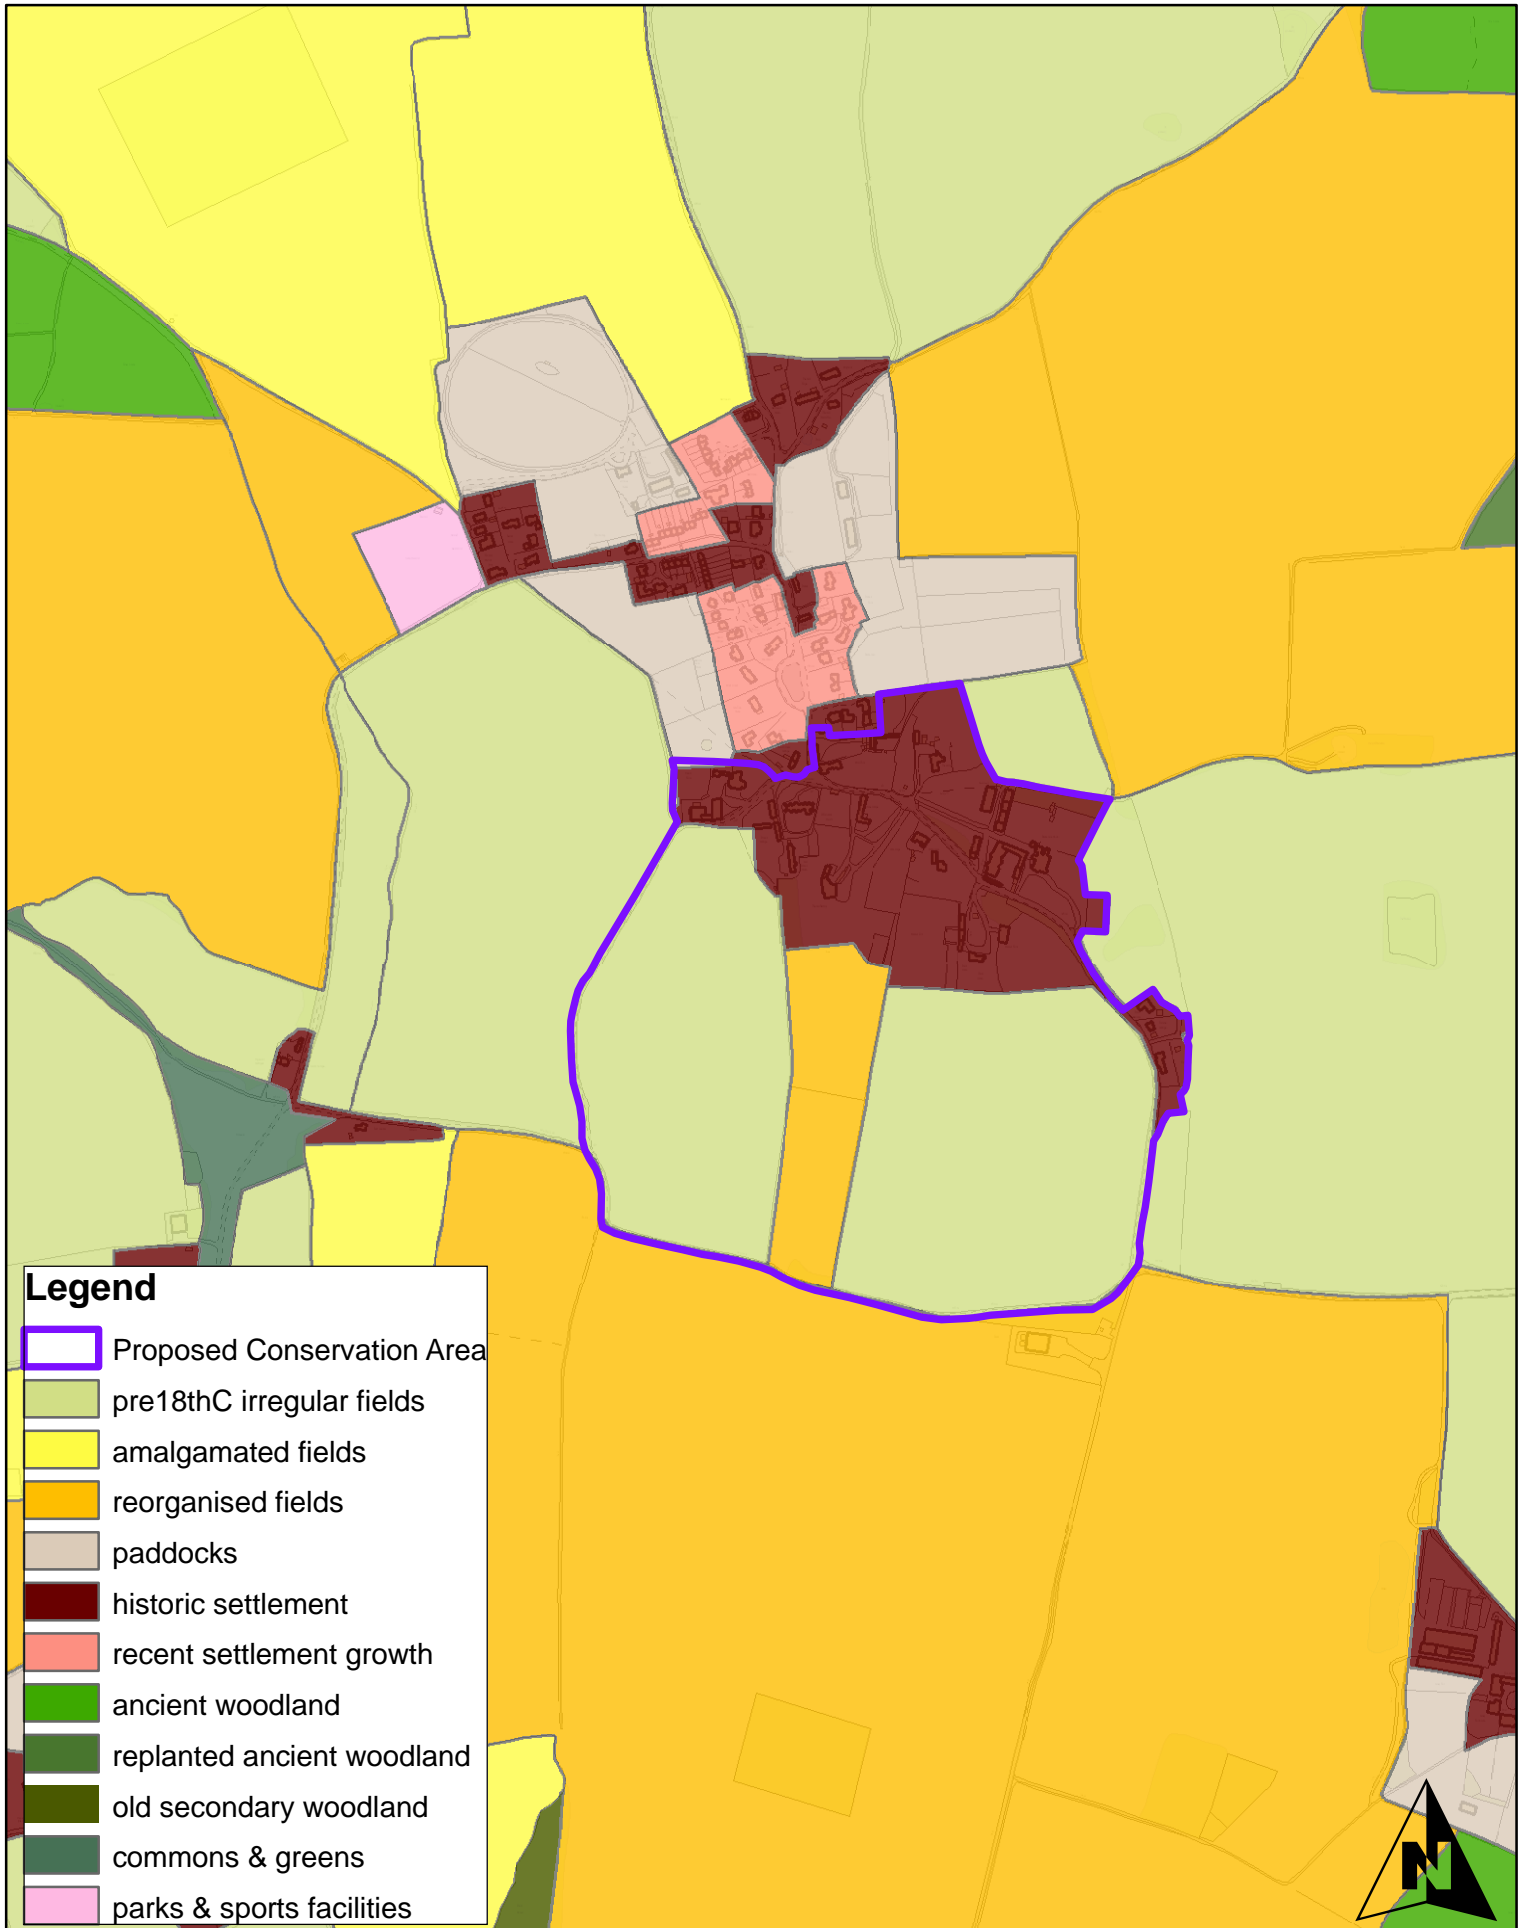 Legend
Proposed Conservation Area
pre18thC irregular fields
amalgamated fields
reorganised fields
paddocks
historic settlement
recent settlement growth
ancient woodland
replanted ancient woodland
old secondary woodland
commons & greens
parks & sports facilities
N